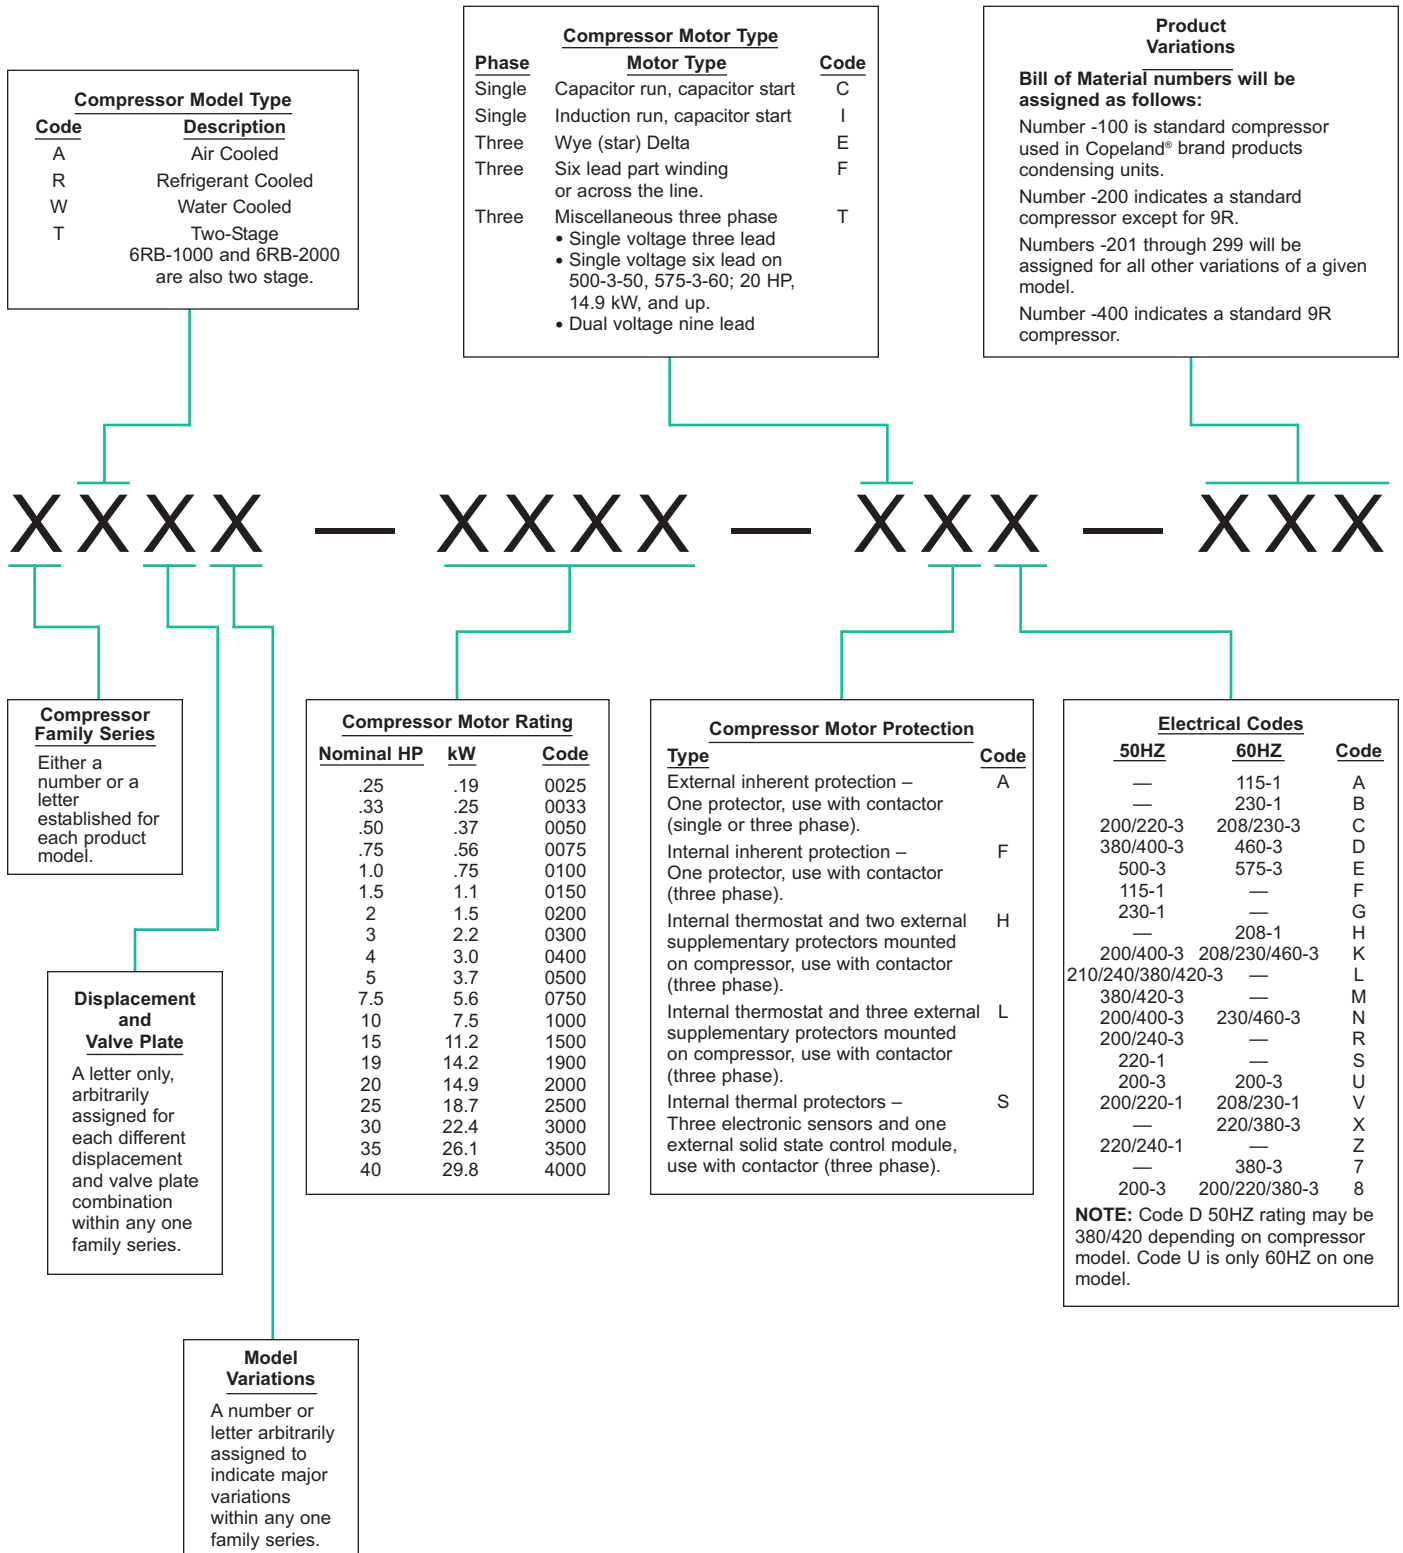 Compressor Model Type
Code Description
A Air Cooled
R Refrigerant Cooled
W Water Cooled
T Two-Stage
6RB-1000 and 6RB-2000
are also two stage.
Compressor Motor Type
Phase Motor Type Code
Single Capacitor run, capacitor start C
Single Induction run, capacitor start I
Three Wye (star) Delta E
Three Six lead part winding F
or across the line.
Three Miscellaneous three phase T
• Single voltage three lead
• Single voltage six lead on
500-3-50, 575-3-60; 20 HP,
14.9 kW, and up.
• Dual voltage nine lead
Product
Variations
Bill of Material numbers will be
assigned as follows:
Number -100 is standard compressor
used in Copeland® brand products
condensing units.
Number -200 indicates a standard
compressor except for 9R.
Numbers -201 through 299 will be
assigned for all other variations of a given
model.
Number -400 indicates a standard 9R
compressor.
XXXX — XXXX — XXX — XXX
Compressor
Family Series
Either a
number or a
letter
established for
each product
model.
Displacement
and
Valve Plate
A letter only,
arbitrarily
assigned for
each different
displacement
and valve plate
combination
within any one
family series.
Model
Variations
A number or
letter arbitrarily
assigned to
indicate major
variations
within any one
family series.
Compressor Motor Rating
Nominal HP kW Code
.25 .19 0025
.33 .25 0033
.50 .37 0050
.75 .56 0075
1.0 .75 0100
1.5 1.1 0150
2 1.5 0200
3 2.2 0300
4 3.0 0400
5 3.7 0500
7.5 5.6 0750
10 7.5 1000
15 11.2 1500
19 14.2 1900
20 14.9 2000
25 18.7 2500
30 22.4 3000
35 26.1 3500
40 29.8 4000
Compressor Motor Protection
Type Code
External inherent protection – A
One protector, use with contactor
(single or three phase).
Internal inherent protection – F
One protector, use with contactor
(three phase).
Internal thermostat and two external H
supplementary protectors mounted
on compressor, use with contactor
(three phase).
Internal thermostat and three external L
supplementary protectors mounted
on compressor, use with contactor
(three phase).
Internal thermal protectors – S
Three electronic sensors and one
external solid state control module,
use with contactor (three phase).
Electrical Codes
50HZ 60HZ Code
— 115-1 A
— 230-1 B
200/220-3 208/230-3 C
380/400-3 460-3 D
500-3 575-3 E
115-1 — F
230-1 — G
— 208-1 H
200/400-3 208/230/460-3 K
210/240/380/420-3 — L
380/420-3 — M
200/400-3 230/460-3 N
200/240-3 — R
220-1 — S
200-3 200-3 U
200/220-1 208/230-1 V
— 220/380-3 X
220/240-1 — Z
— 380-3 7
200-3 200/220/380-3 8
NOTE: Code D 50HZ rating may be
380/420 depending on compressor
model. Code U is only 60HZ on one
model.